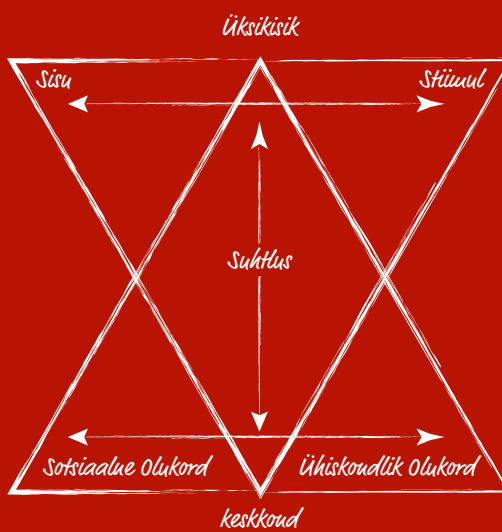 Üksikisik
Sisu
Stiimul
Suhtlus
Sotsiaalne Olukord
Ühiskondlik Olukord
keskkond